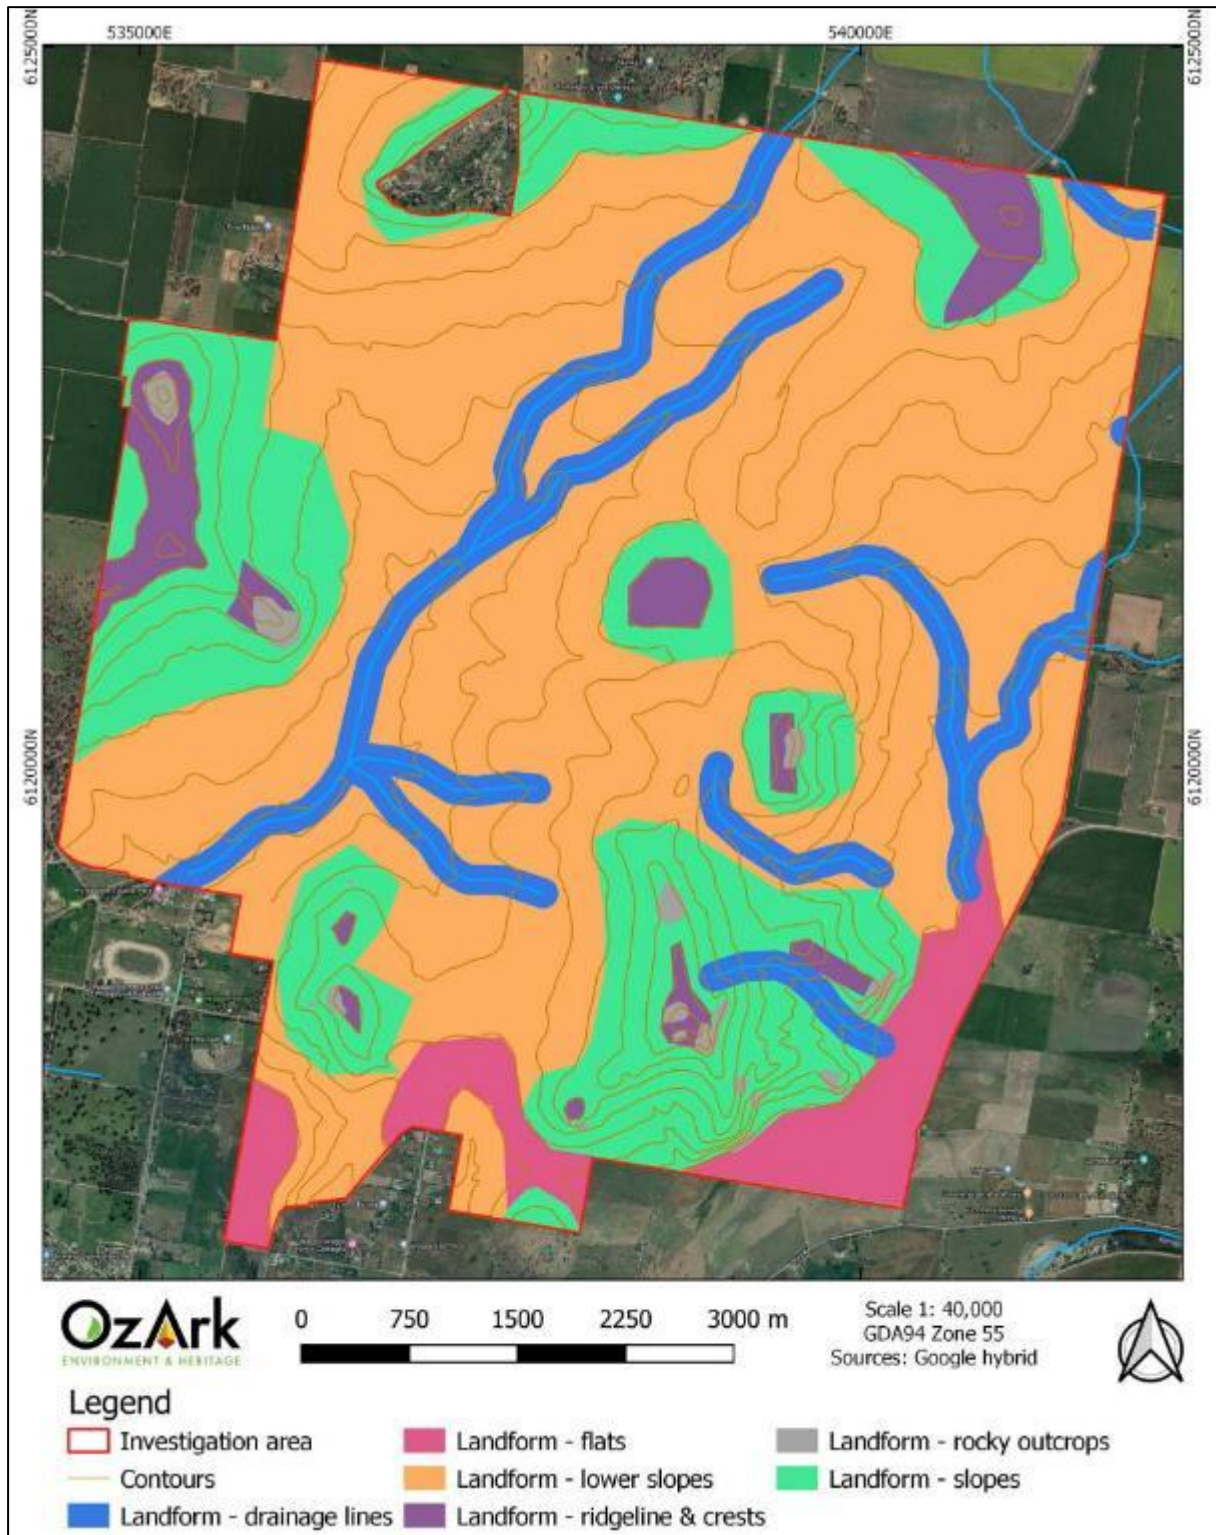 535000E 540000E
6125000N 6125000N
6120000N 6120000N
OzArk
ENVIRONMENT & HERITAGE
0 750 1500 2250 3000 m
Scale 1: 40,000
GDA94 Zone 55
Sources: Google hybrid
Legend
Investigation area
Contours
Landform - drainage lines
Landform - flats
Landform - lower slopes
Landform - ridgeline & crests
Landform - rocky outcrops
Landform - slopes